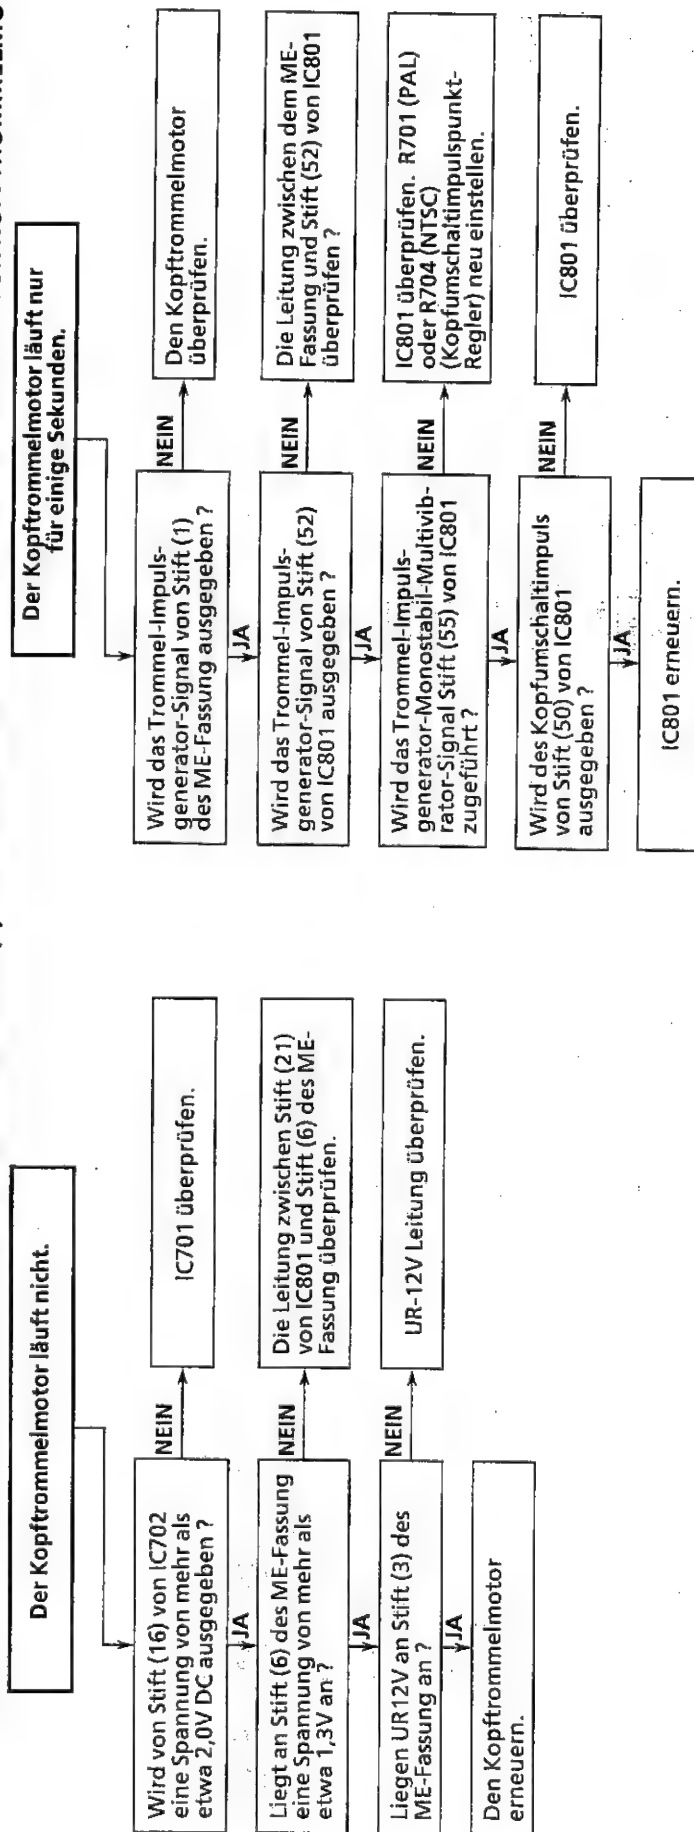 Der Kopftrommelmotor läuft nicht.
Wird von Stift (16) von IC702
eine Spannung von mehr als
etwa 2,0V DC ausgegeben ?
NEIN
IC701 überprüfen.
JA
Liegt an Stift (6) des ME-Fassung
eine Spannung von mehr als
etwa 1,3V an ?
NEIN
Die Leitung zwischen Stift (21)
von IC801 und Stift (6) des ME-
Fassung überprüfen.
JA
Liegen UR12V an Stift (3) des
ME-Fassung an ?
NEIN
UR-12V Leitung überprüfen.
JA
Den Kopftrommelmotor
erneuern.
Der Kopftrommelmotor läuft nur
für einige Sekunden.
Wird das Trommel-Impuls-
generator-Signal von Stift (1)
des ME-Fassung ausgegeben ?
NEIN
Den Kopftrommelmotor
überprüfen.
JA
Wird das Trommel-Impuls-
generator-Signal von Stift (52)
von IC801 ausgegeben ?
NEIN
Die Leitung zwischen dem ME-
Fassung und Stift (52) von IC801
überprüfen ?
JA
Wird das Trommel-Impuls-
generator-Monostabil-Multivib-
rator-Signal Stift (55) von IC801
zugeführt ?
NEIN
IC801 überprüfen. R701 (PAL)
oder R704 (NTSC)
(Kopfumschaltimpulspunkt-
Regler) neu einstellen.
JA
Wird des Kopfumschaltimpuls
von Stift (50) von IC801
ausgegeben ?
NEIN
IC801 überprüfen.
JA
IC801 erneuern.